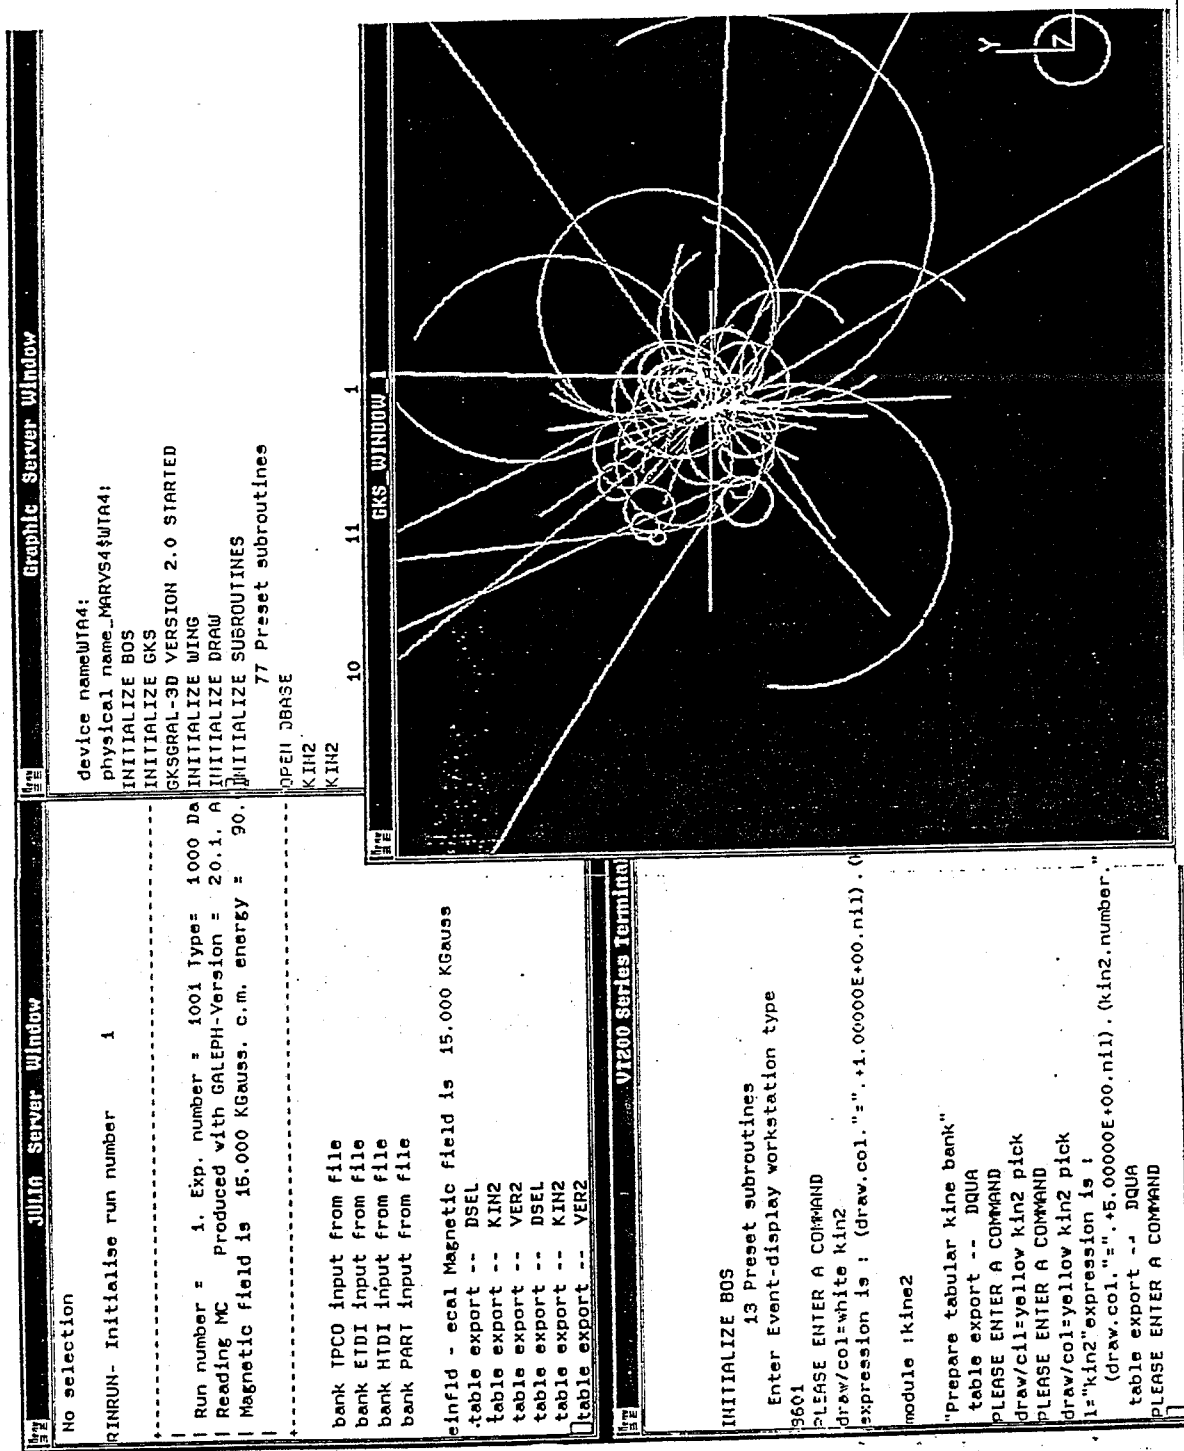 JULIA Server Window
No selection
RINRUN- Initialise run number 1
| Run number = 1. Exp. number = 1001 Type= 1000 Da
| Reading MC Produced with GALEPH-Version = 20.1. A
| Magnetic field is 15.000 KGauss. c.m. energy = 90.
bank TPCO input from file
bank ETDI input from file
bank HTDI input from file
bank PART input from file
einfld - ecal Magnetic field is 15.000 KGauss
table export -- DSEL
table export -- KIN2
table export -- VER2
table export -- DSEL
table export -- KIN2
table export -- VER2
Graphic Server Window
device nameWTA4:
physical name_MARVS4$WTA4:
INITIALIZE BOS
INITIALIZE GKS
GKSGRAL-3D VERSION 2.0 STARTED
INITIALIZE WING
INITIALIZE DRAW
INITIALIZE SUBROUTINES
77 Preset subroutines
OPEN DBASE
KIN2
KIN2
10 11 1
VT200 Series Terminal
INITIALIZE BOS
13 Preset subroutines
Enter Event-display workstation type
8601
PLEASE ENTER A COMMAND
draw/col=white kin2
expression is : (draw.col."=".+1.00000E+00.nil).(
module :kine2
"Prepare tabular kine bank"
table export -- DQUA
PLEASE ENTER A COMMAND
draw/cil=yellow kin2 pick
PLEASE ENTER A COMMAND
draw/col=yellow kin2 pick
1="kin2"expression is :
(draw.col."=".+5.00000E+00.nil).(kin2.number."
table export -- DQUA
PLEASE ENTER A COMMAND
GKS_WINDOW_1
Y
Z